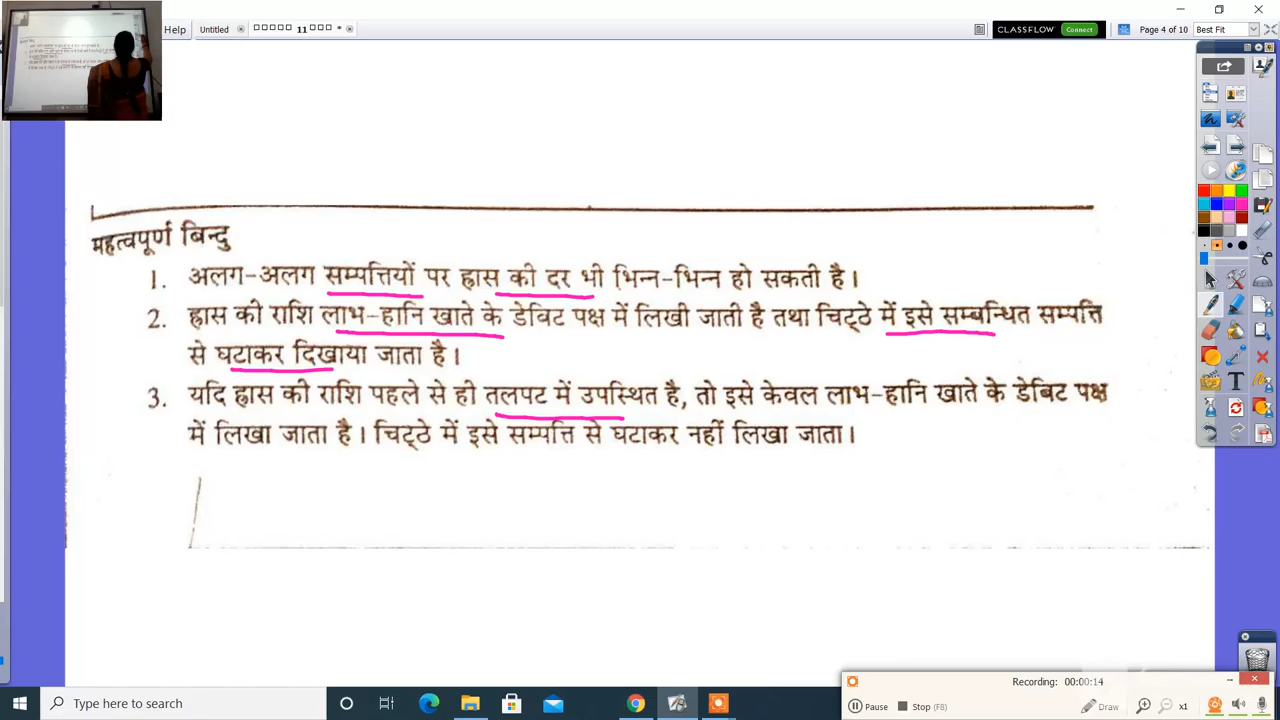 Help
Untitled
11 *
CLASSFLOW Connect
Page 4 of 10 Best Fit
महत्वपूर्ण बिन्दु
1. अलग-अलग सम्पत्तियों पर ह्रास की दर भी भिन्न-भिन्न हो सकती है।
2. ह्रास की राशि लाभ-हानि खाते के डेबिट पक्ष में लिखी जाती है तथा चिट्ठे में इसे सम्बन्धित सम्पत्ति
से घटाकर दिखाया जाता है।
3. यदि ह्रास की राशि पहले से ही तलपट में उपस्थित है, तो इसे केवल लाभ-हानि खाते के डेबिट पक्ष
में लिखा जाता है। चिट्ठे में इसे सम्पत्ति से घटाकर नहीं लिखा जाता।
Recording: 00:00:14
Type here to search
Pause Stop (F8) Draw x1